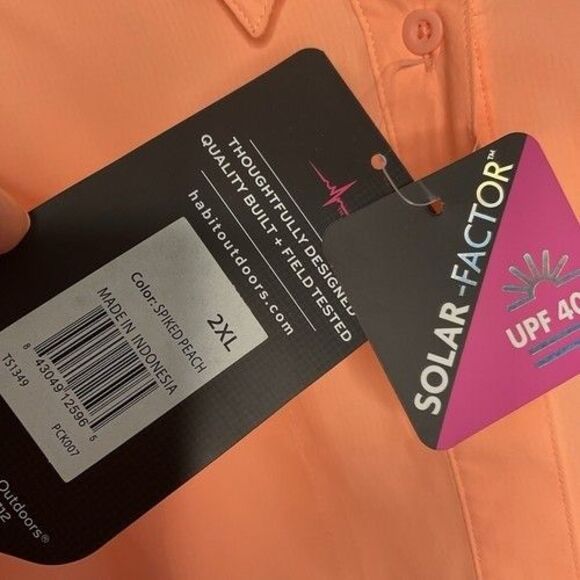 THOUGHTFULLY DESIGNED
QUALITY BUILT + FIELD TESTED
habitoutdoors.com
2XL
Color: SPIKED PEACH
MADE IN INDONESIA
8 43049 12596 5
TS1349
PCK007
Outdoors®
SOLAR-FACTOR™
UPF 40